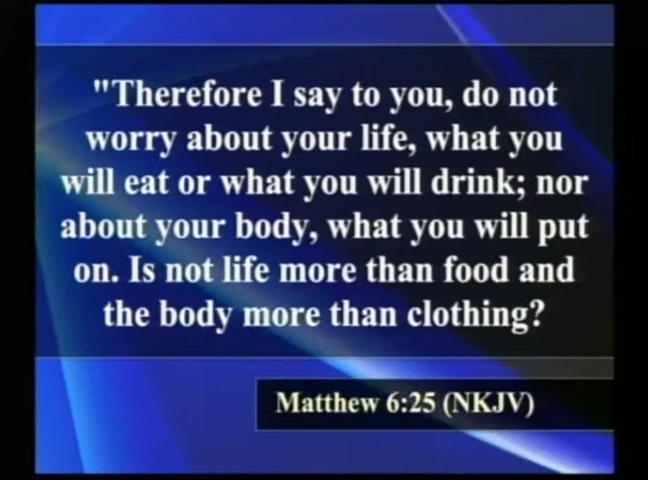 "Therefore I say to you, do not
worry about your life, what you
will eat or what you will drink; nor
about your body, what you will put
on. Is not life more than food and
the body more than clothing?
Matthew 6:25 (NKJV)